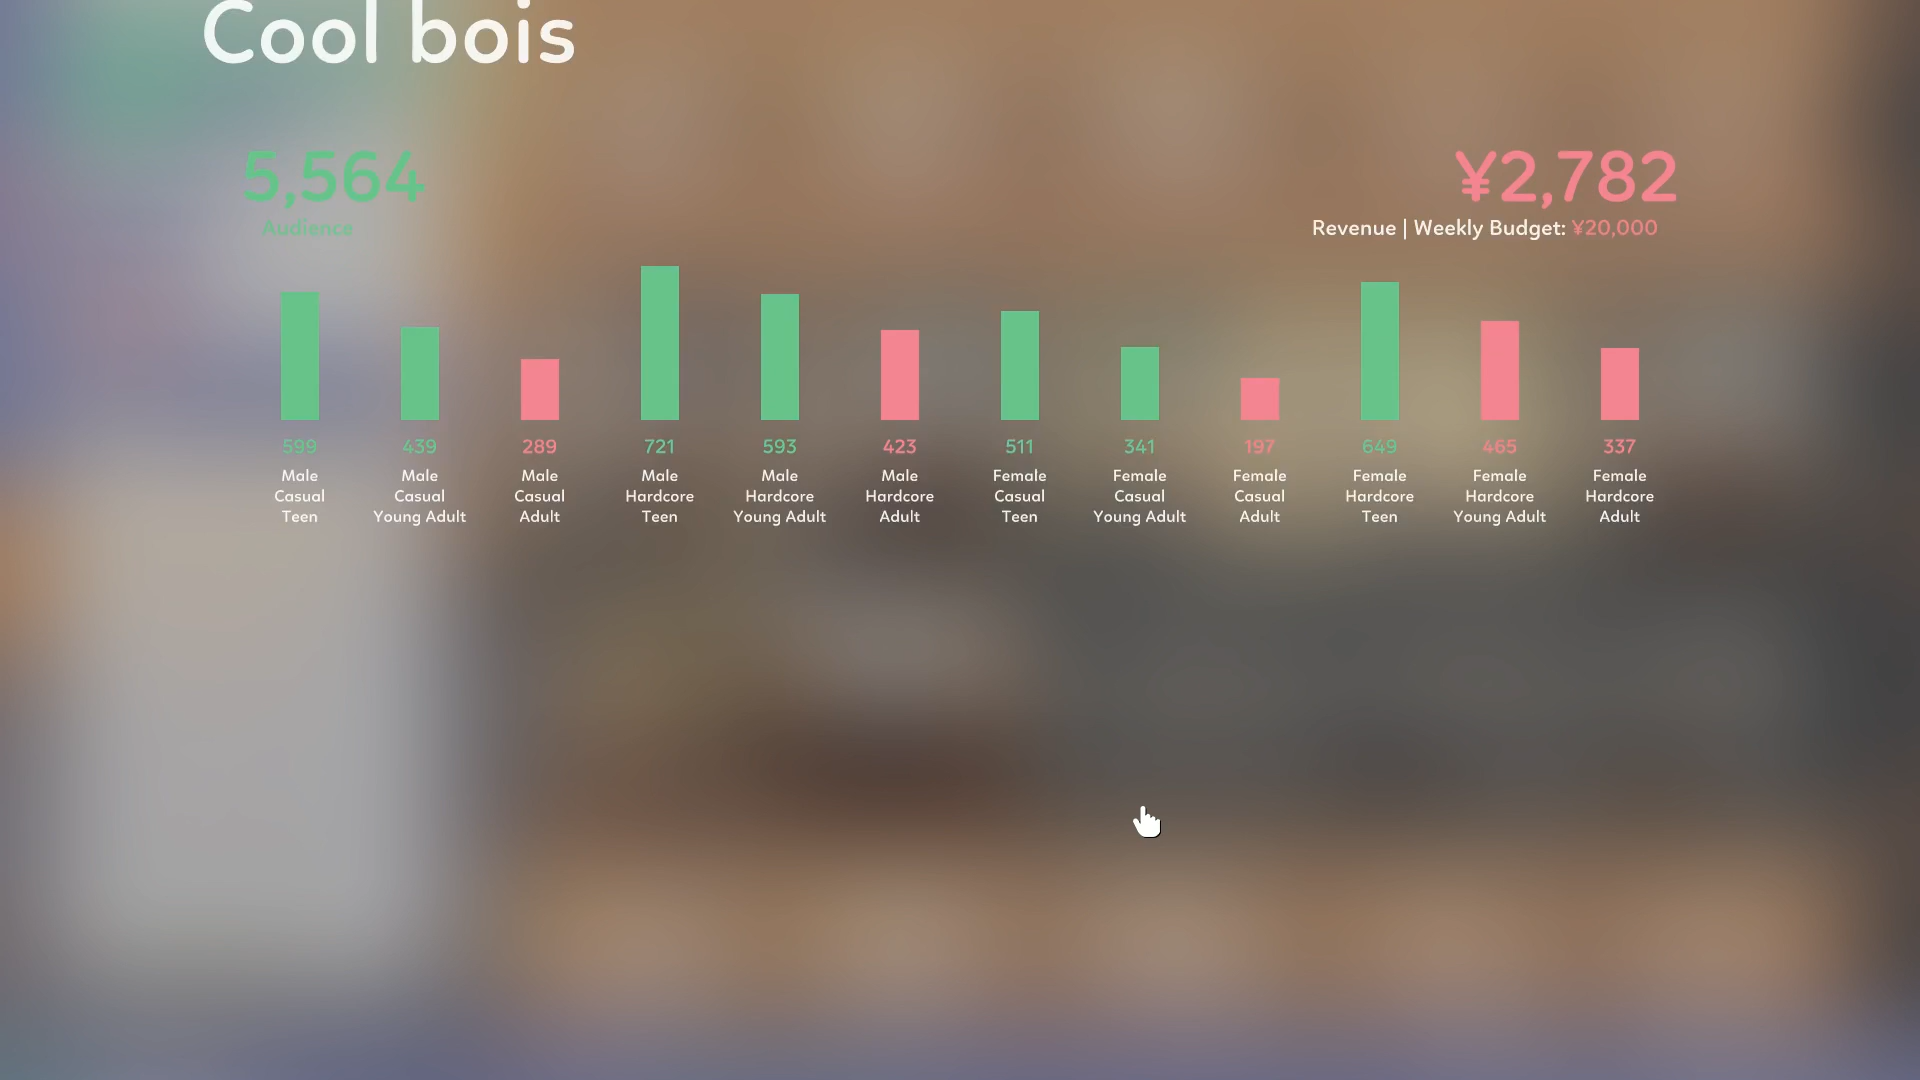 Cool bois
5,564
Audience
¥2,782
Revenue | Weekly Budget: ¥20,000
599
Male
Casual
Teen
439
Male
Casual
Young Adult
289
Male
Casual
Adult
721
Male
Hardcore
Teen
593
Male
Hardcore
Young Adult
423
Male
Hardcore
Adult
511
Female
Casual
Teen
341
Female
Casual
Young Adult
197
Female
Casual
Adult
649
Female
Hardcore
Teen
465
Female
Hardcore
Young Adult
337
Female
Hardcore
Adult